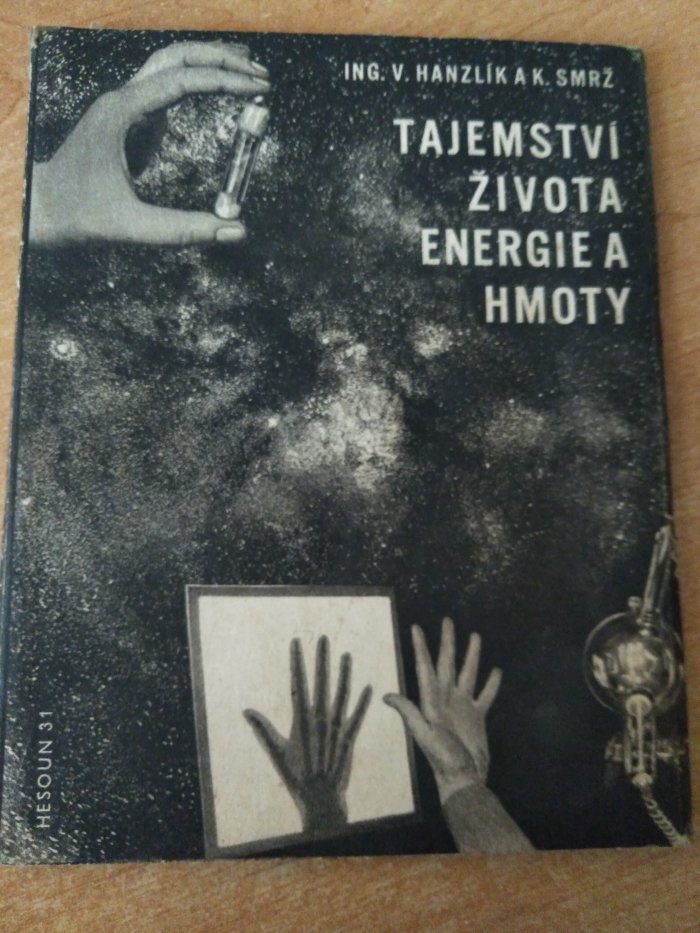 ING. V. HANZLÍK A K. SMRŽ
TAJEMSTVÍ
ŽIVOTA
ENERGIE A
HMOTY
HESOUN 31